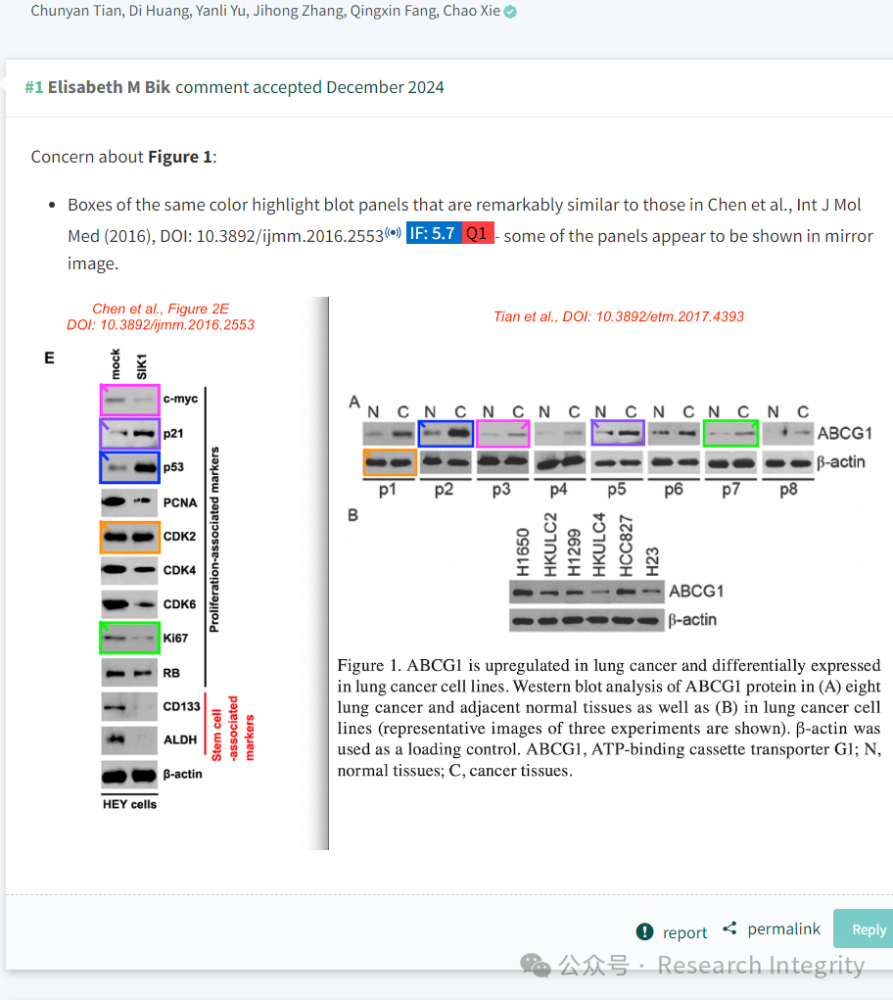 Chunyan Tian, Di Huang, Yanli Yu, Jihong Zhang, Qingxin Fang, Chao Xie
#1 Elisabeth M Bik comment accepted December 2024
Concern about Figure 1:
• Boxes of the same color highlight blot panels that are remarkably similar to those in Chen et al., Int J Mol
Med (2016), DOI: 10.3892/ijmm.2016.2553 IF: 5.7 Q1 - some of the panels appear to be shown in mirror
image.
Chen et al., Figure 2E
DOI: 10.3892/ijmm.2016.2553
E
mock
SIK1
c-myc
p21
p53
PCNA
CDK2
CDK4
CDK6
Ki67
RB
Proliferation-associated markers
CD133
ALDH
Stem cell
-associated
markers
β-actin
HEY cells
Tian et al., DOI: 10.3892/etm.2017.4393
A
N C N C N C N C N C N C N C N C
ABCG1
β-actin
p1 p2 p3 p4 p5 p6 p7 p8
B
H1650
HKULC2
H1299
HKULC4
HCC827
H23
ABCG1
β-actin
Figure 1. ABCG1 is upregulated in lung cancer and differentially expressed
in lung cancer cell lines. Western blot analysis of ABCG1 protein in (A) eight
lung cancer and adjacent normal tissues as well as (B) in lung cancer cell
lines (representative images of three experiments are shown). β-actin was
used as a loading control. ABCG1, ATP-binding cassette transporter G1; N,
normal tissues; C, cancer tissues.
report permalink Reply
公众号 · Research Integrity